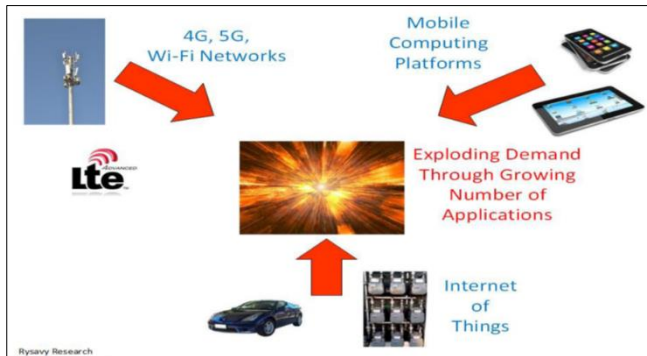 4G, 5G,
Wi-Fi Networks
Mobile
Computing
Platforms
LTE
ADVANCED
Exploding Demand
Through Growing
Number of
Applications
Internet
of
Things
Rysavy Research